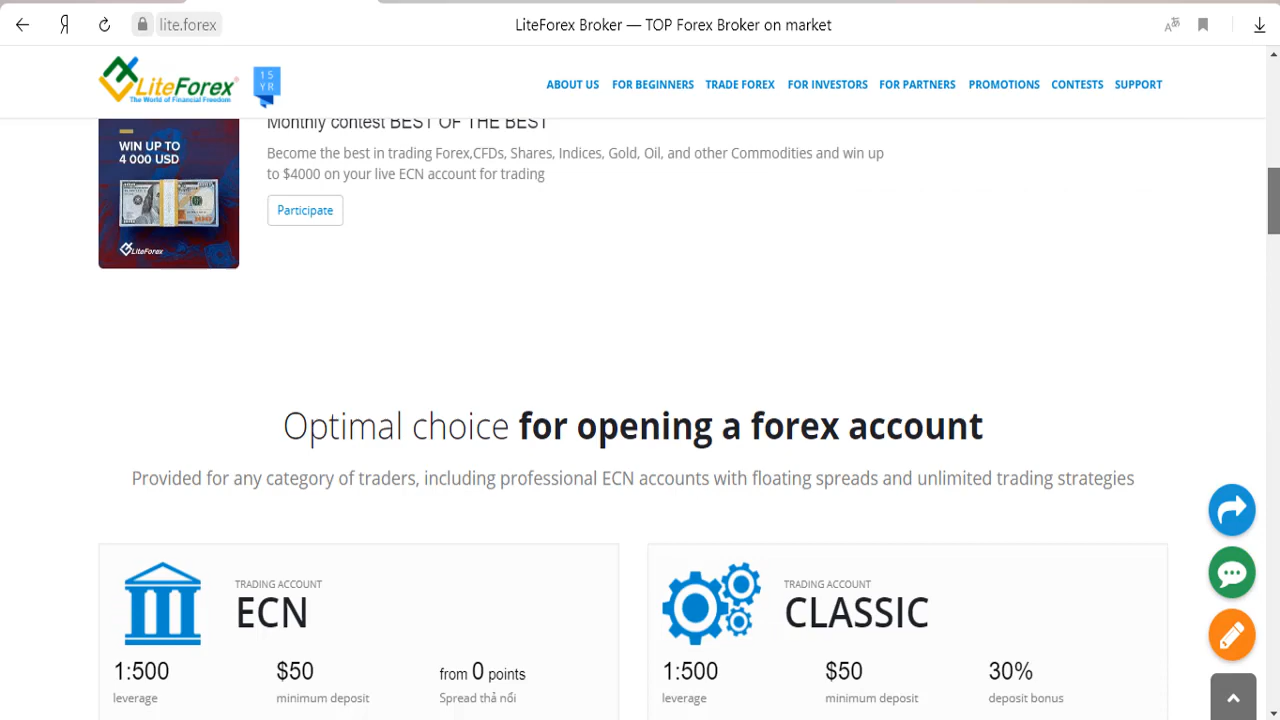 Я lite.forex LiteForex Broker — TOP Forex Broker on market
LiteForex®
The World of Financial Freedom
15
YR
ABOUT US FOR BEGINNERS TRADE FOREX FOR INVESTORS FOR PARTNERS PROMOTIONS CONTESTS SUPPORT
Monthly contest BEST OF THE BEST
WIN UP TO
4 000 USD
LiteForex
Become the best in trading Forex,CFDs, Shares, Indices, Gold, Oil, and other Commodities and win up
to $4000 on your live ECN account for trading
Participate
Optimal choice for opening a forex account
Provided for any category of traders, including professional ECN accounts with floating spreads and unlimited trading strategies
TRADING ACCOUNT
ECN
1:500 $50 from 0 points
leverage minimum deposit Spread thả nổi
TRADING ACCOUNT
CLASSIC
1:500 $50 30%
leverage minimum deposit deposit bonus